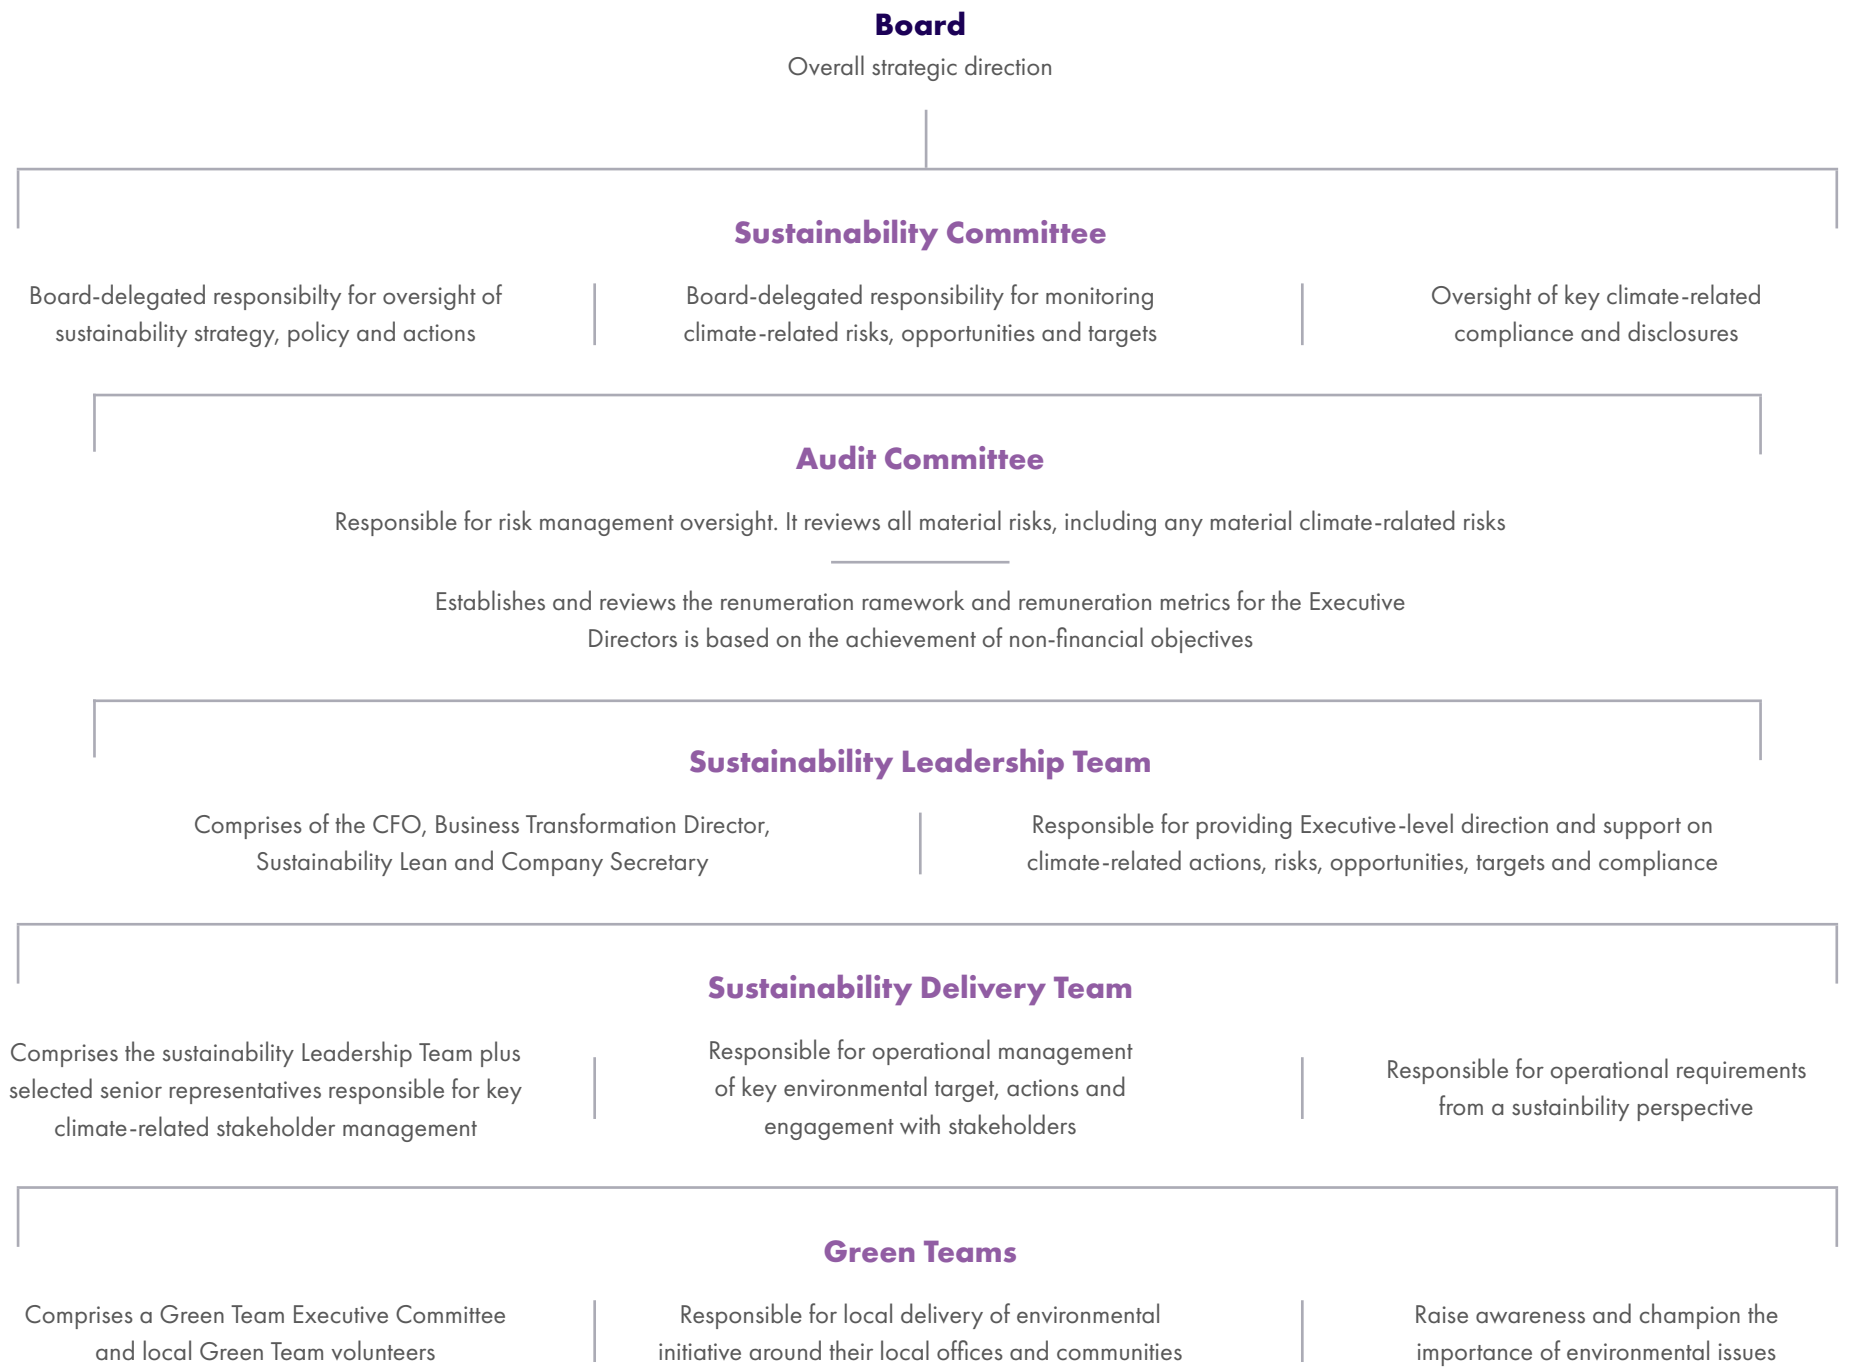 Board
Overall strategic direction
Sustainability Committee
Board-delegated responsibilty for oversight of
sustainability strategy, policy and actions
Board-delegated responsibility for monitoring
climate-related risks, opportunities and targets
Oversight of key climate-related
compliance and disclosures
Audit Committee
Responsible for risk management oversight. It reviews all material risks, including any material climate-ralated risks
Establishes and reviews the renumeration ramework and remuneration metrics for the Executive
Directors is based on the achievement of non-financial objectives
Sustainability Leadership Team
Comprises of the CFO, Business Transformation Director,
Sustainability Lean and Company Secretary
Responsible for providing Executive-level direction and support on
climate-related actions, risks, opportunities, targets and compliance
Sustainability Delivery Team
Comprises the sustainability Leadership Team plus
selected senior representatives responsible for key
climate-related stakeholder management
Responsible for operational management
of key environmental target, actions and
engagement with stakeholders
Responsible for operational requirements
from a sustainbility perspective
Green Teams
Comprises a Green Team Executive Committee
and local Green Team volunteers
Responsible for local delivery of environmental
initiative around their local offices and communities
Raise awareness and champion the
importance of environmental issues